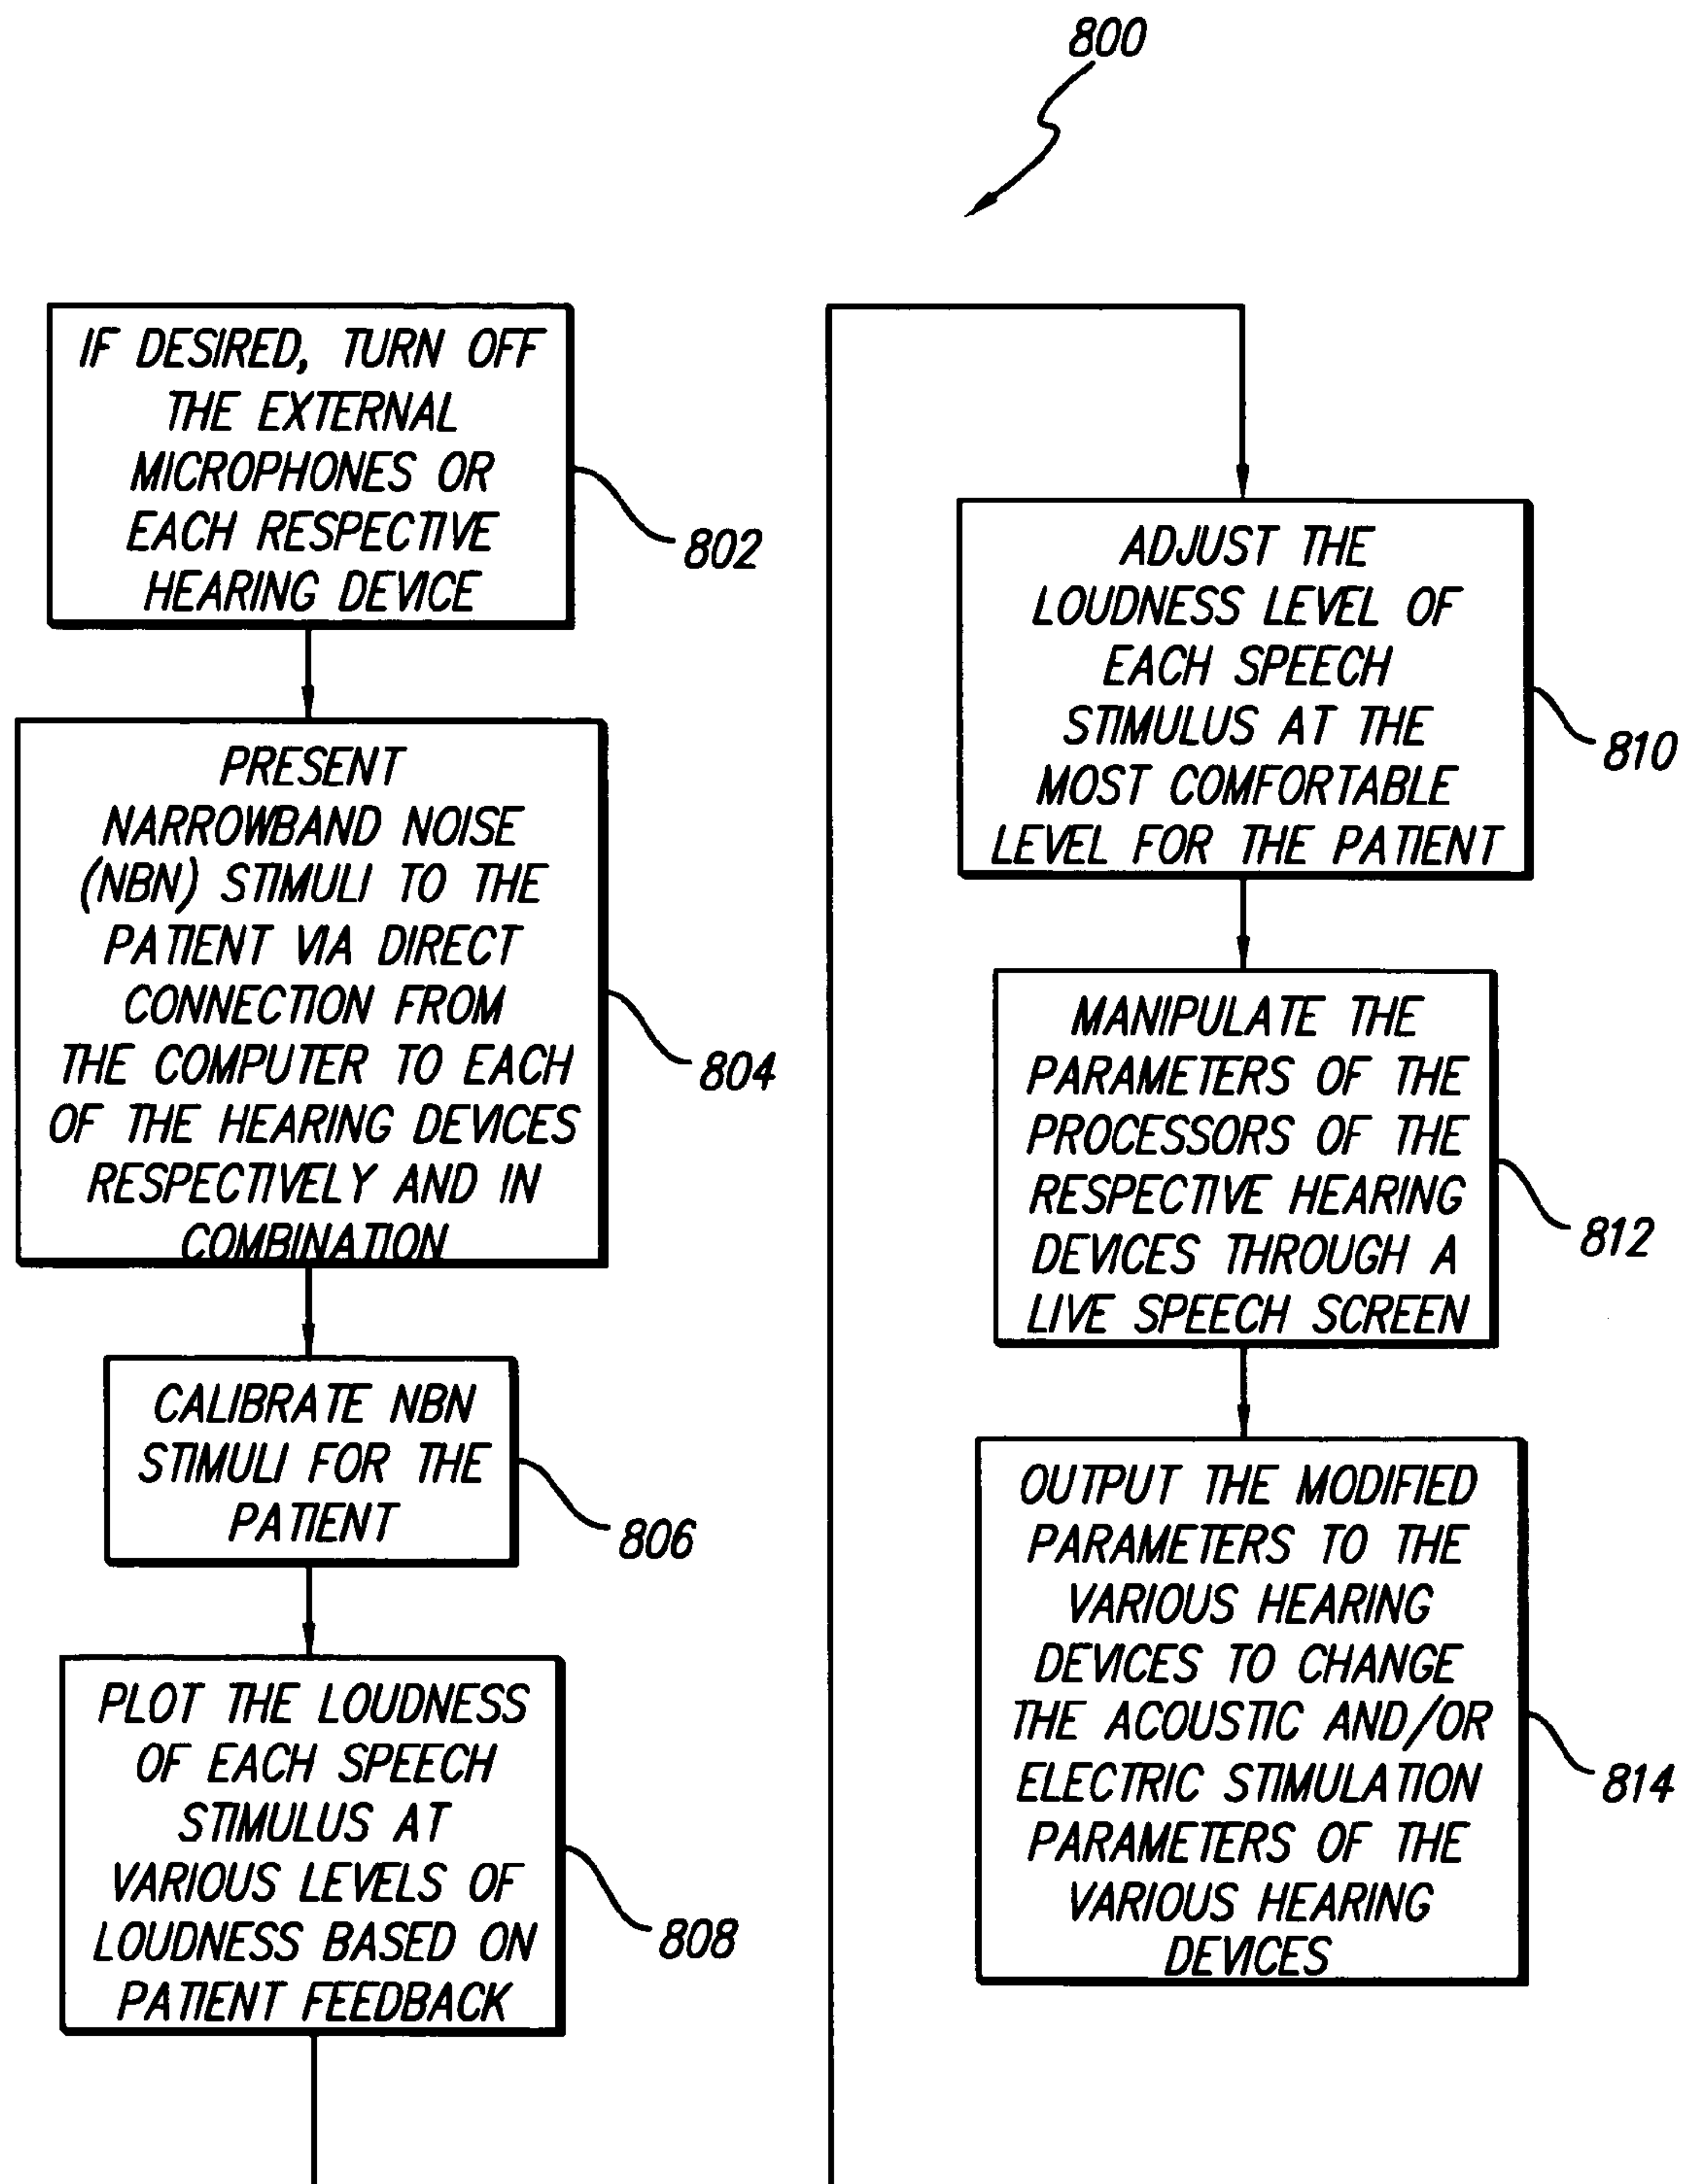 800
IF DESIRED, TURN OFF
THE EXTERNAL
MICROPHONES OR
EACH RESPECTIVE
HEARING DEVICE
802
PRESENT
NARROWBAND NOISE
(NBN) STIMULI TO THE
PATIENT VIA DIRECT
CONNECTION FROM
THE COMPUTER TO EACH
OF THE HEARING DEVICES
RESPECTIVELY AND IN
COMBINATION
804
CALIBRATE NBN
STIMULI FOR THE
PATIENT
806
PLOT THE LOUDNESS
OF EACH SPEECH
STIMULUS AT
VARIOUS LEVELS OF
LOUDNESS BASED ON
PATIENT FEEDBACK
808
ADJUST THE
LOUDNESS LEVEL OF
EACH SPEECH
STIMULUS AT THE
MOST COMFORTABLE
LEVEL FOR THE PATIENT
810
MANIPULATE THE
PARAMETERS OF THE
PROCESSORS OF THE
RESPECTIVE HEARING
DEVICES THROUGH A
LIVE SPEECH SCREEN
812
OUTPUT THE MODIFIED
PARAMETERS TO THE
VARIOUS HEARING
DEVICES TO CHANGE
THE ACOUSTIC AND/OR
ELECTRIC STIMULATION
PARAMETERS OF THE
VARIOUS HEARING
DEVICES
814